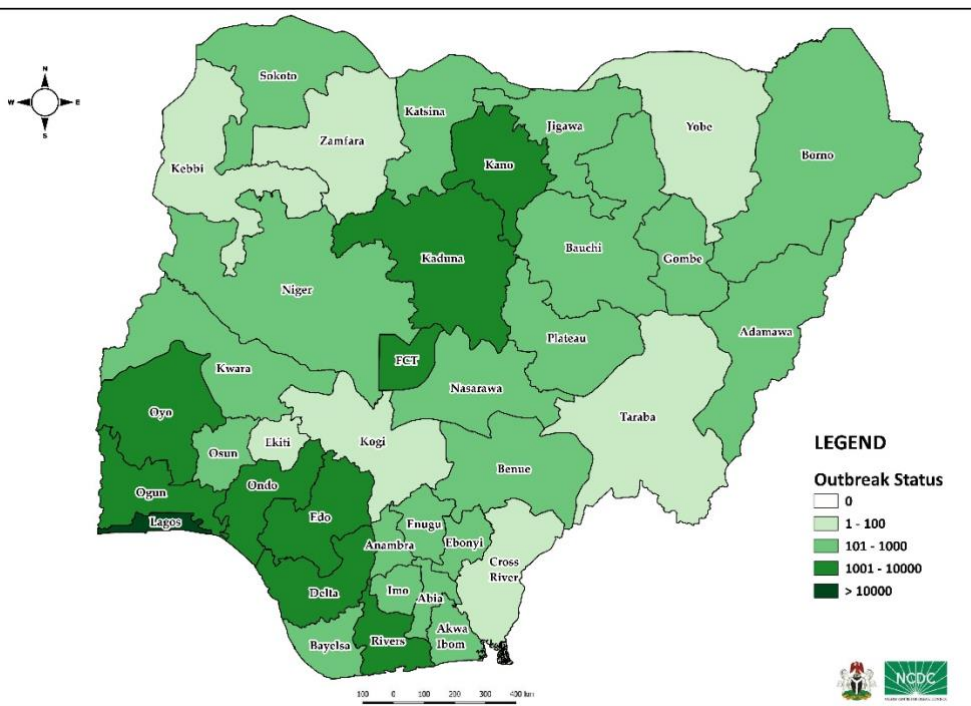 N
W
E
S
Sokoto
Katsina
Jigawa
Yobe
Borno
Zamfara
Kebbi
Kano
Kaduna
Bauchi
Gombe
Niger
Adamawa
Plateau
FCT
Kwara
Nasarawa
Taraba
Oyo
Kogi
Ekiti
Osun
Benue
Ondo
Ogun
Edo
Lagos
Enugu
Anambra
Ebonyi
Cross
River
Imo
Abia
Delta
Akwa
Ibom
Rivers
Bayelsa
LEGEND
Outbreak Status
0
1 - 100
101 - 1000
1001 - 10000
> 10000
100 0 100 200 300 400 km
NCDC